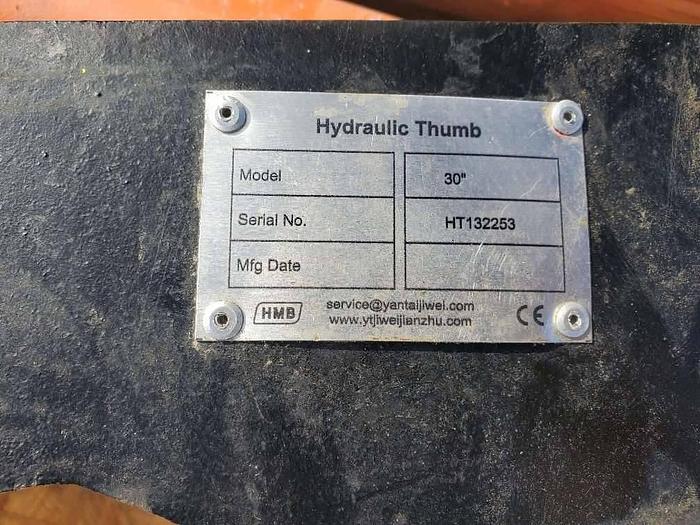 Hydraulic Thumb
Model 30"
Serial No. HT132253
Mfg Date
HMB service@yantaijiwei.com
www.ytjiweijianzhu.com CE